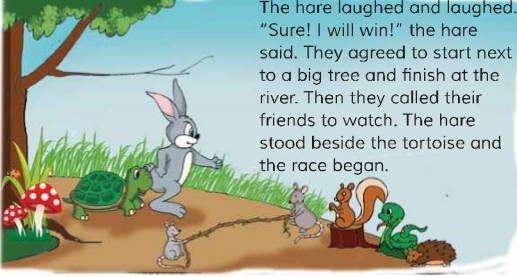 The hare laughed and laughed.
“Sure! I will win!” the hare
said. They agreed to start next
to a big tree and finish at the
river. Then they called their
friends to watch. The hare
stood beside the tortoise and
the race began.